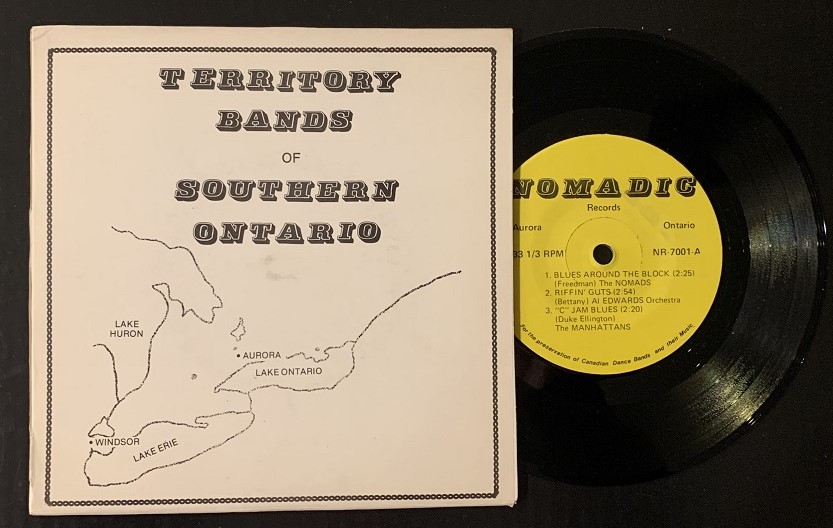 TERRITORY
BANDS
OF
SOUTHERN
ONTARIO
LAKE
HURON
• AURORA
LAKE ONTARIO
• WINDSOR
LAKE ERIE
NOMADIC
Records
Aurora Ontario
33 1/3 RPM NR-7001-A
1. BLUES AROUND THE BLOCK (2:25)
(Freedman) The NOMADS
2. RIFFIN' GUTS (2:54)
(Bettany) Al EDWARDS Orchestra
3. "C" JAM BLUES (2:20)
(Duke Ellington)
The MANHATTANS
For the preservation of Canadian Dance Bands and their Music